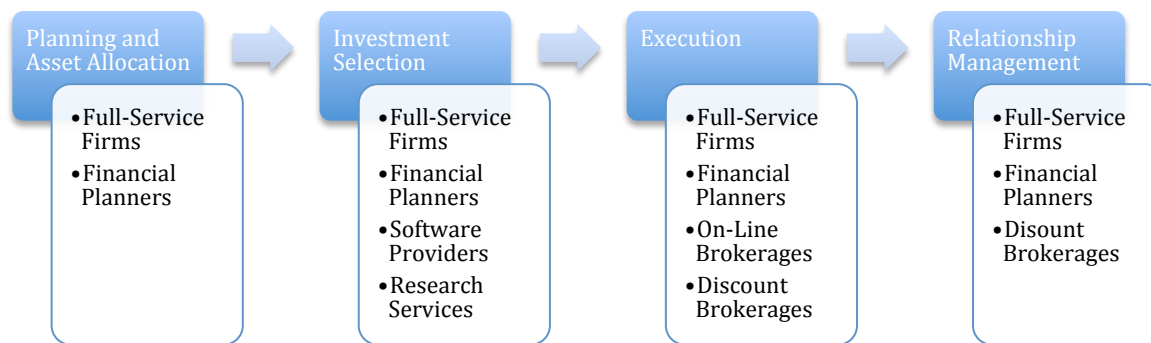 Planning and
Asset Allocation
•Full-Service
Firms
•Financial
Planners
Investment
Selection
•Full-Service
Firms
•Financial
Planners
•Software
Providers
•Research
Services
Execution
•Full-Service
Firms
•Financial
Planners
•On-Line
Brokerages
•Discount
Brokerages
Relationship
Management
•Full-Service
Firms
•Financial
Planners
•Disount
Brokerages